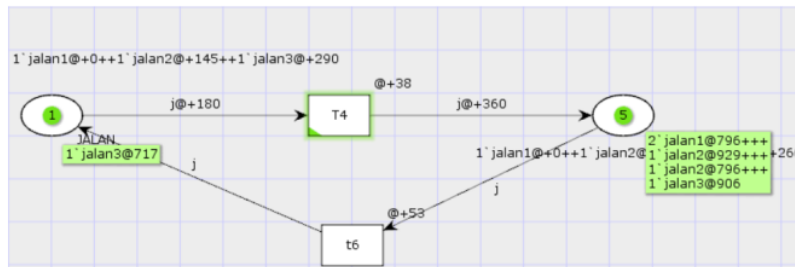 1`jalan1@+0++1`jalan2@+145++1`jalan3@+290
@+38
j@+180
T4
j@+360
1
5
JALAN
1`jalan3@717
j
1`jalan1@+0++1`jalan2@
+26
2`jalan1@796+++
1`jalan2@929+++
1`jalan2@796+++
1`jalan3@906
j
@+53
t6